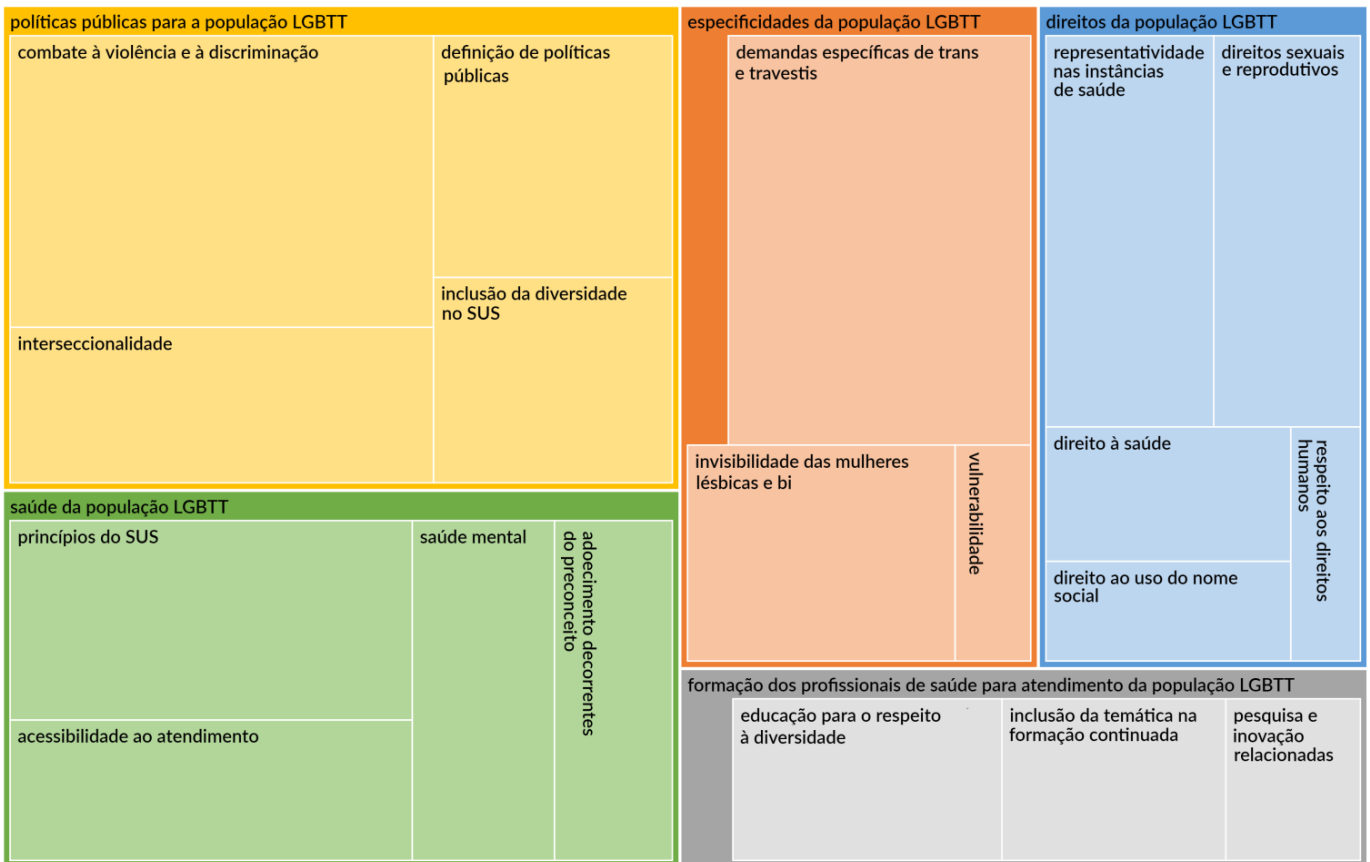 políticas públicas para a população LGBTT
combate à violência e à discriminação
definição de políticas
públicas
interseccionalidade
inclusão da diversidade
no SUS
saúde da população LGBTT
princípios do SUS
acessibilidade ao atendimento
saúde mental
adoecimento decorrentes
do preconceito
especificidades da população LGBTT
demandas específicas de trans
e travestis
invisibilidade das mulheres
lésbicas e bi
vulnerabilidade
direitos da população LGBTT
representatividade
nas instâncias
de saúde
direitos sexuais
e reprodutivos
direito à saúde
direito ao uso do nome
social
respeito aos direitos
humanos
formação dos profissionais de saúde para atendimento da população LGBTT
educação para o respeito
à diversidade
inclusão da temática na
formação continuada
pesquisa e
inovação
relacionadas